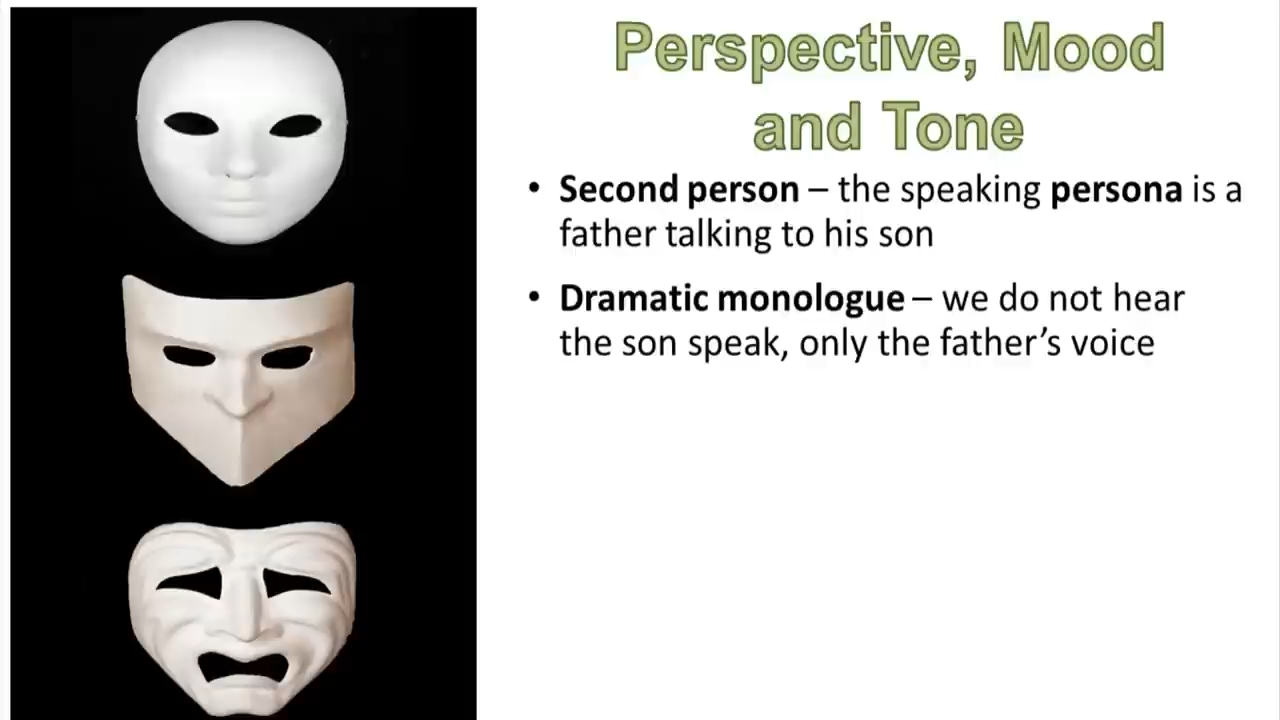 Perspective, Mood
and Tone
• Second person – the speaking persona is a
father talking to his son
• Dramatic monologue – we do not hear
the son speak, only the father’s voice